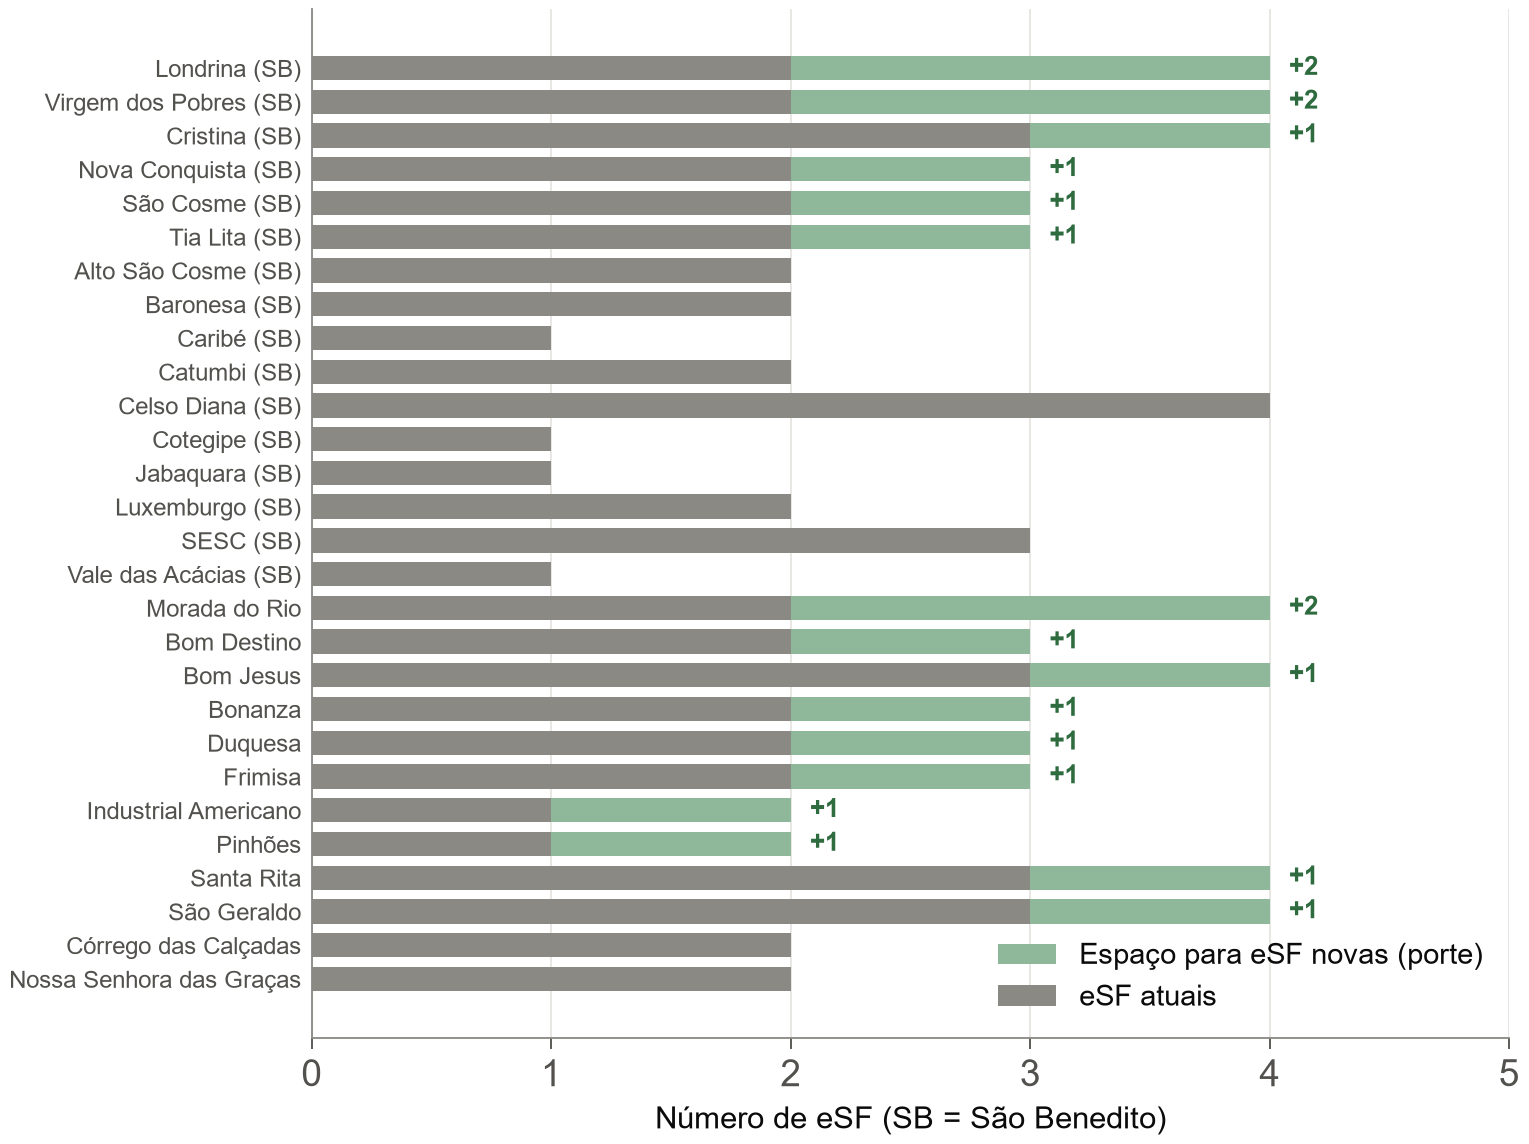 Londrina (SB) +2
Virgem dos Pobres (SB) +2
Cristina (SB) +1
Nova Conquista (SB) +1
São Cosme (SB) +1
Tia Lita (SB) +1
Alto São Cosme (SB)
Baronesa (SB)
Caribé (SB)
Catumbi (SB)
Celso Diana (SB)
Cotegipe (SB)
Jabaquara (SB)
Luxemburgo (SB)
SESC (SB)
Vale das Acácias (SB)
Morada do Rio +2
Bom Destino +1
Bom Jesus +1
Bonanza +1
Duquesa +1
Frimisa +1
Industrial Americano +1
Pinhões +1
Santa Rita +1
São Geraldo +1
Córrego das Calçadas
Nossa Senhora das Graças
Espaço para eSF novas (porte)
eSF atuais
0 1 2 3 4 5
Número de eSF (SB = São Benedito)